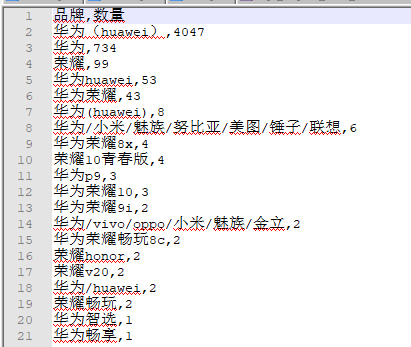 1 品牌,数量
2 华为（huawei）,4047
3 华为,734
4 荣耀,99
5 华为huawei,53
6 华为荣耀,43
7 华为(huawei),8
8 华为/小米/魅族/努比亚/美图/锤子/联想,6
9 华为荣耀8x,4
10 荣耀10青春版,4
11 华为p9,3
12 华为荣耀10,3
13 华为荣耀9i,2
14 华为/vivo/oppo/小米/魅族/金立,2
15 华为荣耀畅玩8c,2
16 荣耀honor,2
17 荣耀v20,2
18 华为/huawei,2
19 荣耀畅玩,2
20 华为智选,1
21 华为畅享,1